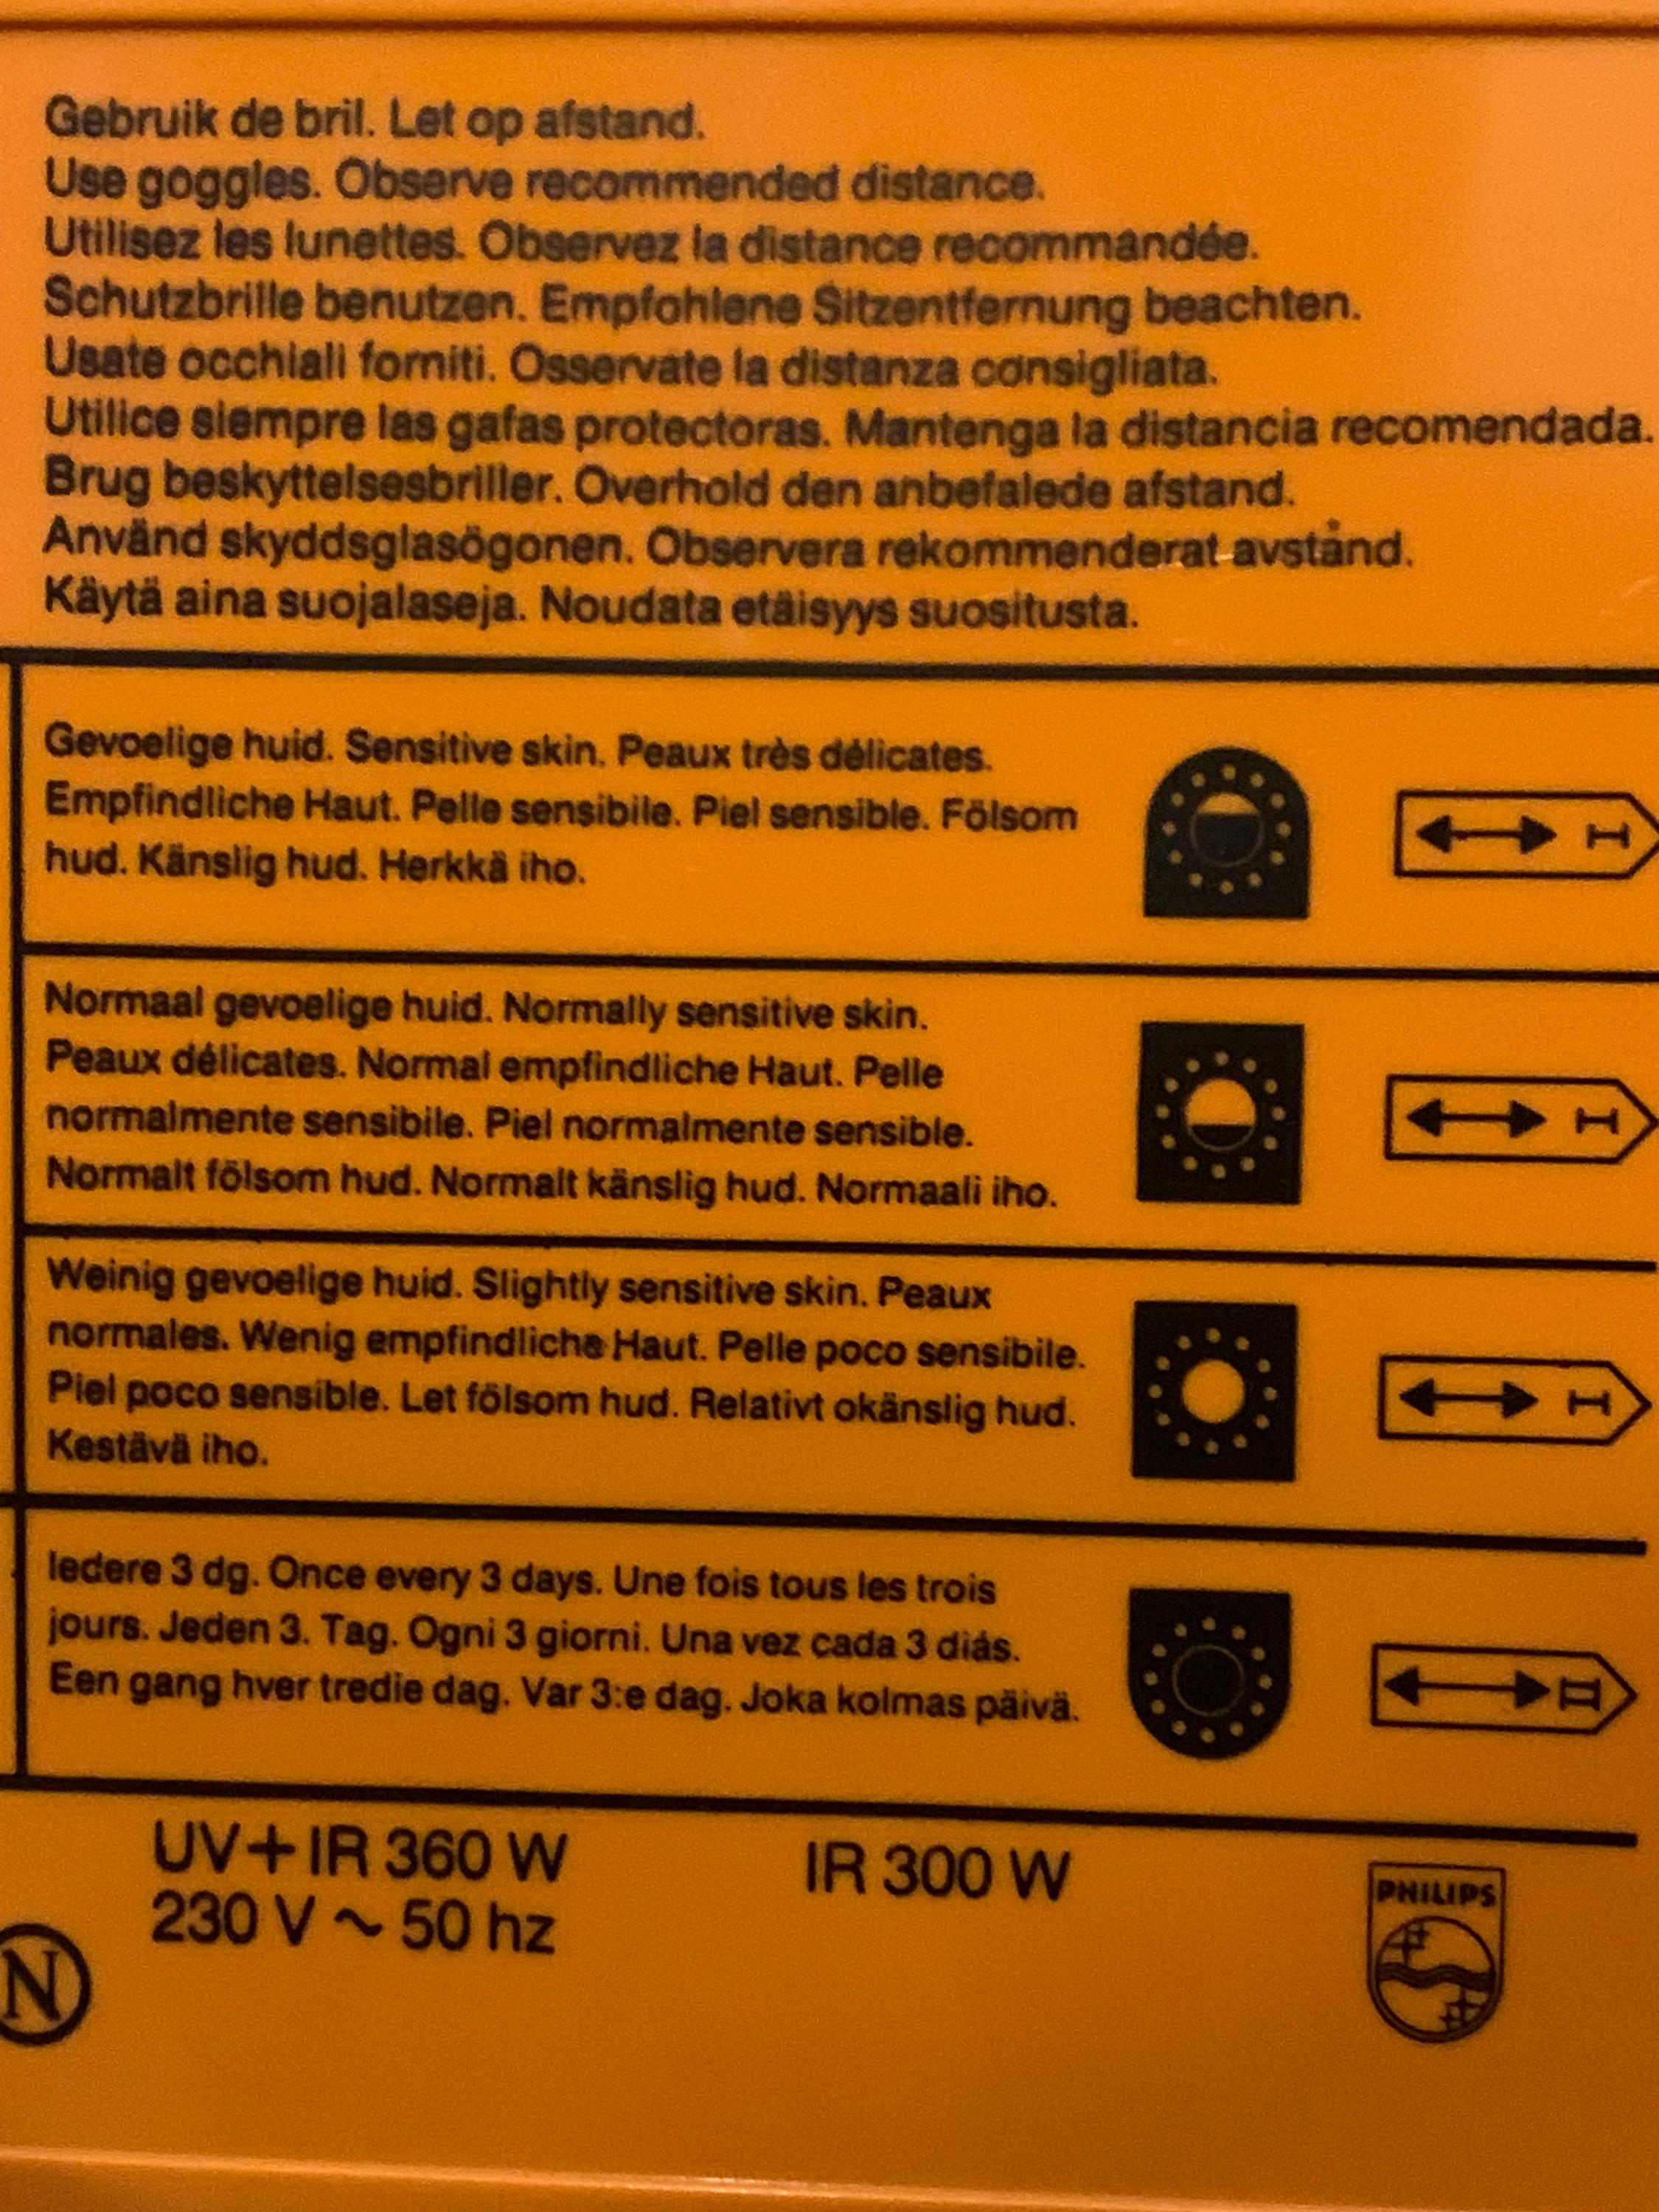 Gebruik de bril. Let op afstand.
Use goggles. Observe recommended distance.
Utilisez les lunettes. Observez la distance recommandée.
Schutzbrille benutzen. Empfohlene Sitzentfernung beachten.
Usate occhiali forniti. Osservate la distanza consigliata.
Utilice siempre las gafas protectoras. Mantenga la distancia recomendada.
Brug beskyttelsesbriller. Overhold den anbefalede afstand.
Använd skyddsglasögonen. Observera rekommenderat avstånd.
Käytä aina suojalaseja. Noudata etäisyys suositusta.
Gevoelige huid. Sensitive skin. Peaux très délicates.
Empfindliche Haut. Pelle sensibile. Piel sensible. Fölsom
hud. Känslig hud. Herkkä iho.
I
Normaal gevoelige huid. Normally sensitive skin.
Peaux délicates. Normal empfindliche Haut. Pelle
normalmente sensibile. Piel normalmente sensible.
Normalt fölsom hud. Normalt känslig hud. Normaali iho.
I
Weinig gevoelige huid. Slightly sensitive skin. Peaux
normales. Wenig empfindliche Haut. Pelle poco sensibile.
Piel poco sensible. Let fölsom hud. Relativt okänslig hud.
Kestävä iho.
I
Iedere 3 dg. Once every 3 days. Une fois tous les trois
jours. Jeden 3. Tag. Ogni 3 giorni. Una vez cada 3 diás.
Een gang hver tredie dag. Var 3:e dag. Joka kolmas päivä.
II
UV+IR 360 W
IR 300 W
230 V ~ 50 hz
N
PHILIPS